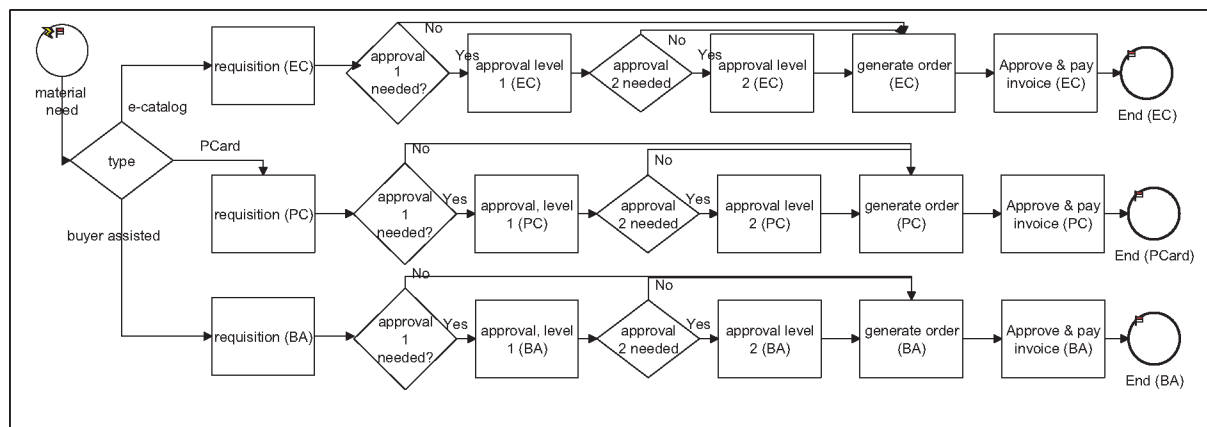 material
need
type
e-catalog
PCard
buyer assisted
requisition (EC)
approval
1
needed?
No
Yes
approval level
1 (EC)
approval
2 needed
No
Yes
approval level
2 (EC)
generate order
(EC)
Approve & pay
invoice (EC)
End (EC)
requisition (PC)
approval
1
needed?
No
Yes
approval, level
1 (PC)
approval
2 needed
No
Yes
approval level
2 (PC)
generate order
(PC)
Approve & pay
invoice (PC)
End (PCard)
requisition (BA)
approval
1
needed?
No
Yes
approval, level
1 (BA)
approval
2 needed
No
Yes
approval level
2 (BA)
generate order
(BA)
Approve & pay
invoice (BA)
End (BA)